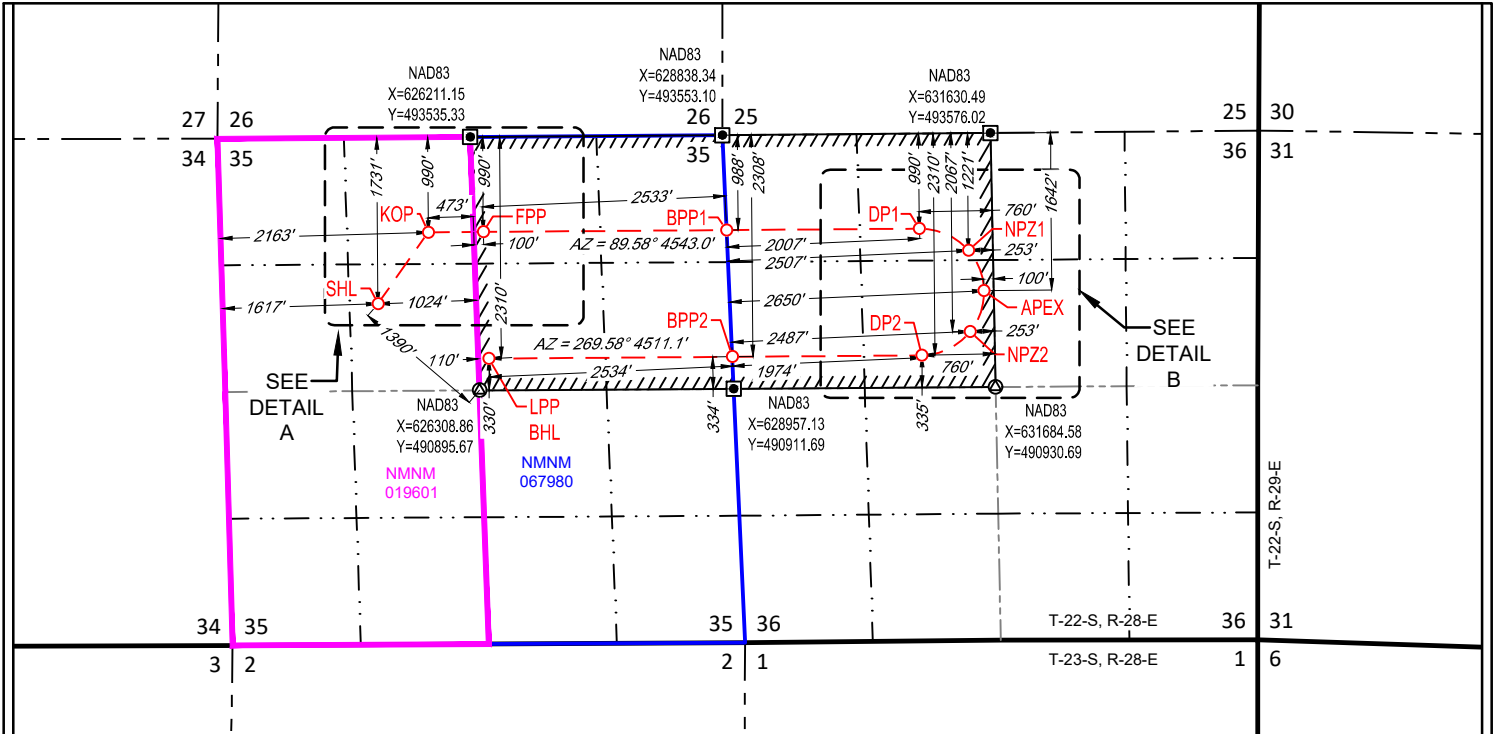 NAD83
X=626211.15
Y=493535.33
NAD83
X=628838.34
Y=493553.10
NAD83
X=631630.49
Y=493576.02
27 26
34 35
26 25
35
25 30
36 31
1731'
990'
990'
473'
KOP
FPP
2533'
988'
2308'
BPP1
990'
2310'
2067'
1221'
1642'
DP1
760'
NPZ1
2163'
100'
AZ = 89.58° 4543.0'
2007'
2507'
253'
100'
SHL
1617'
1024'
2310'
2650'
APEX
BPP2
DP2
1390'
110'
AZ = 269.58° 4511.1'
2487'
253'
NPZ2
SEE
DETAIL
B
SEE
DETAIL
A
2534'
1974'
760'
330'
334'
335'
NAD83
X=626308.86
Y=490895.67
LPP
BHL
NAD83
X=628957.13
Y=490911.69
NAD83
X=631684.58
Y=490930.69
NMNM
019601
NMNM
067980
T-22-S, R-29-E
34 35
3 2
35 36
2 1
T-22-S, R-28-E
T-23-S, R-28-E
36 31
1 6